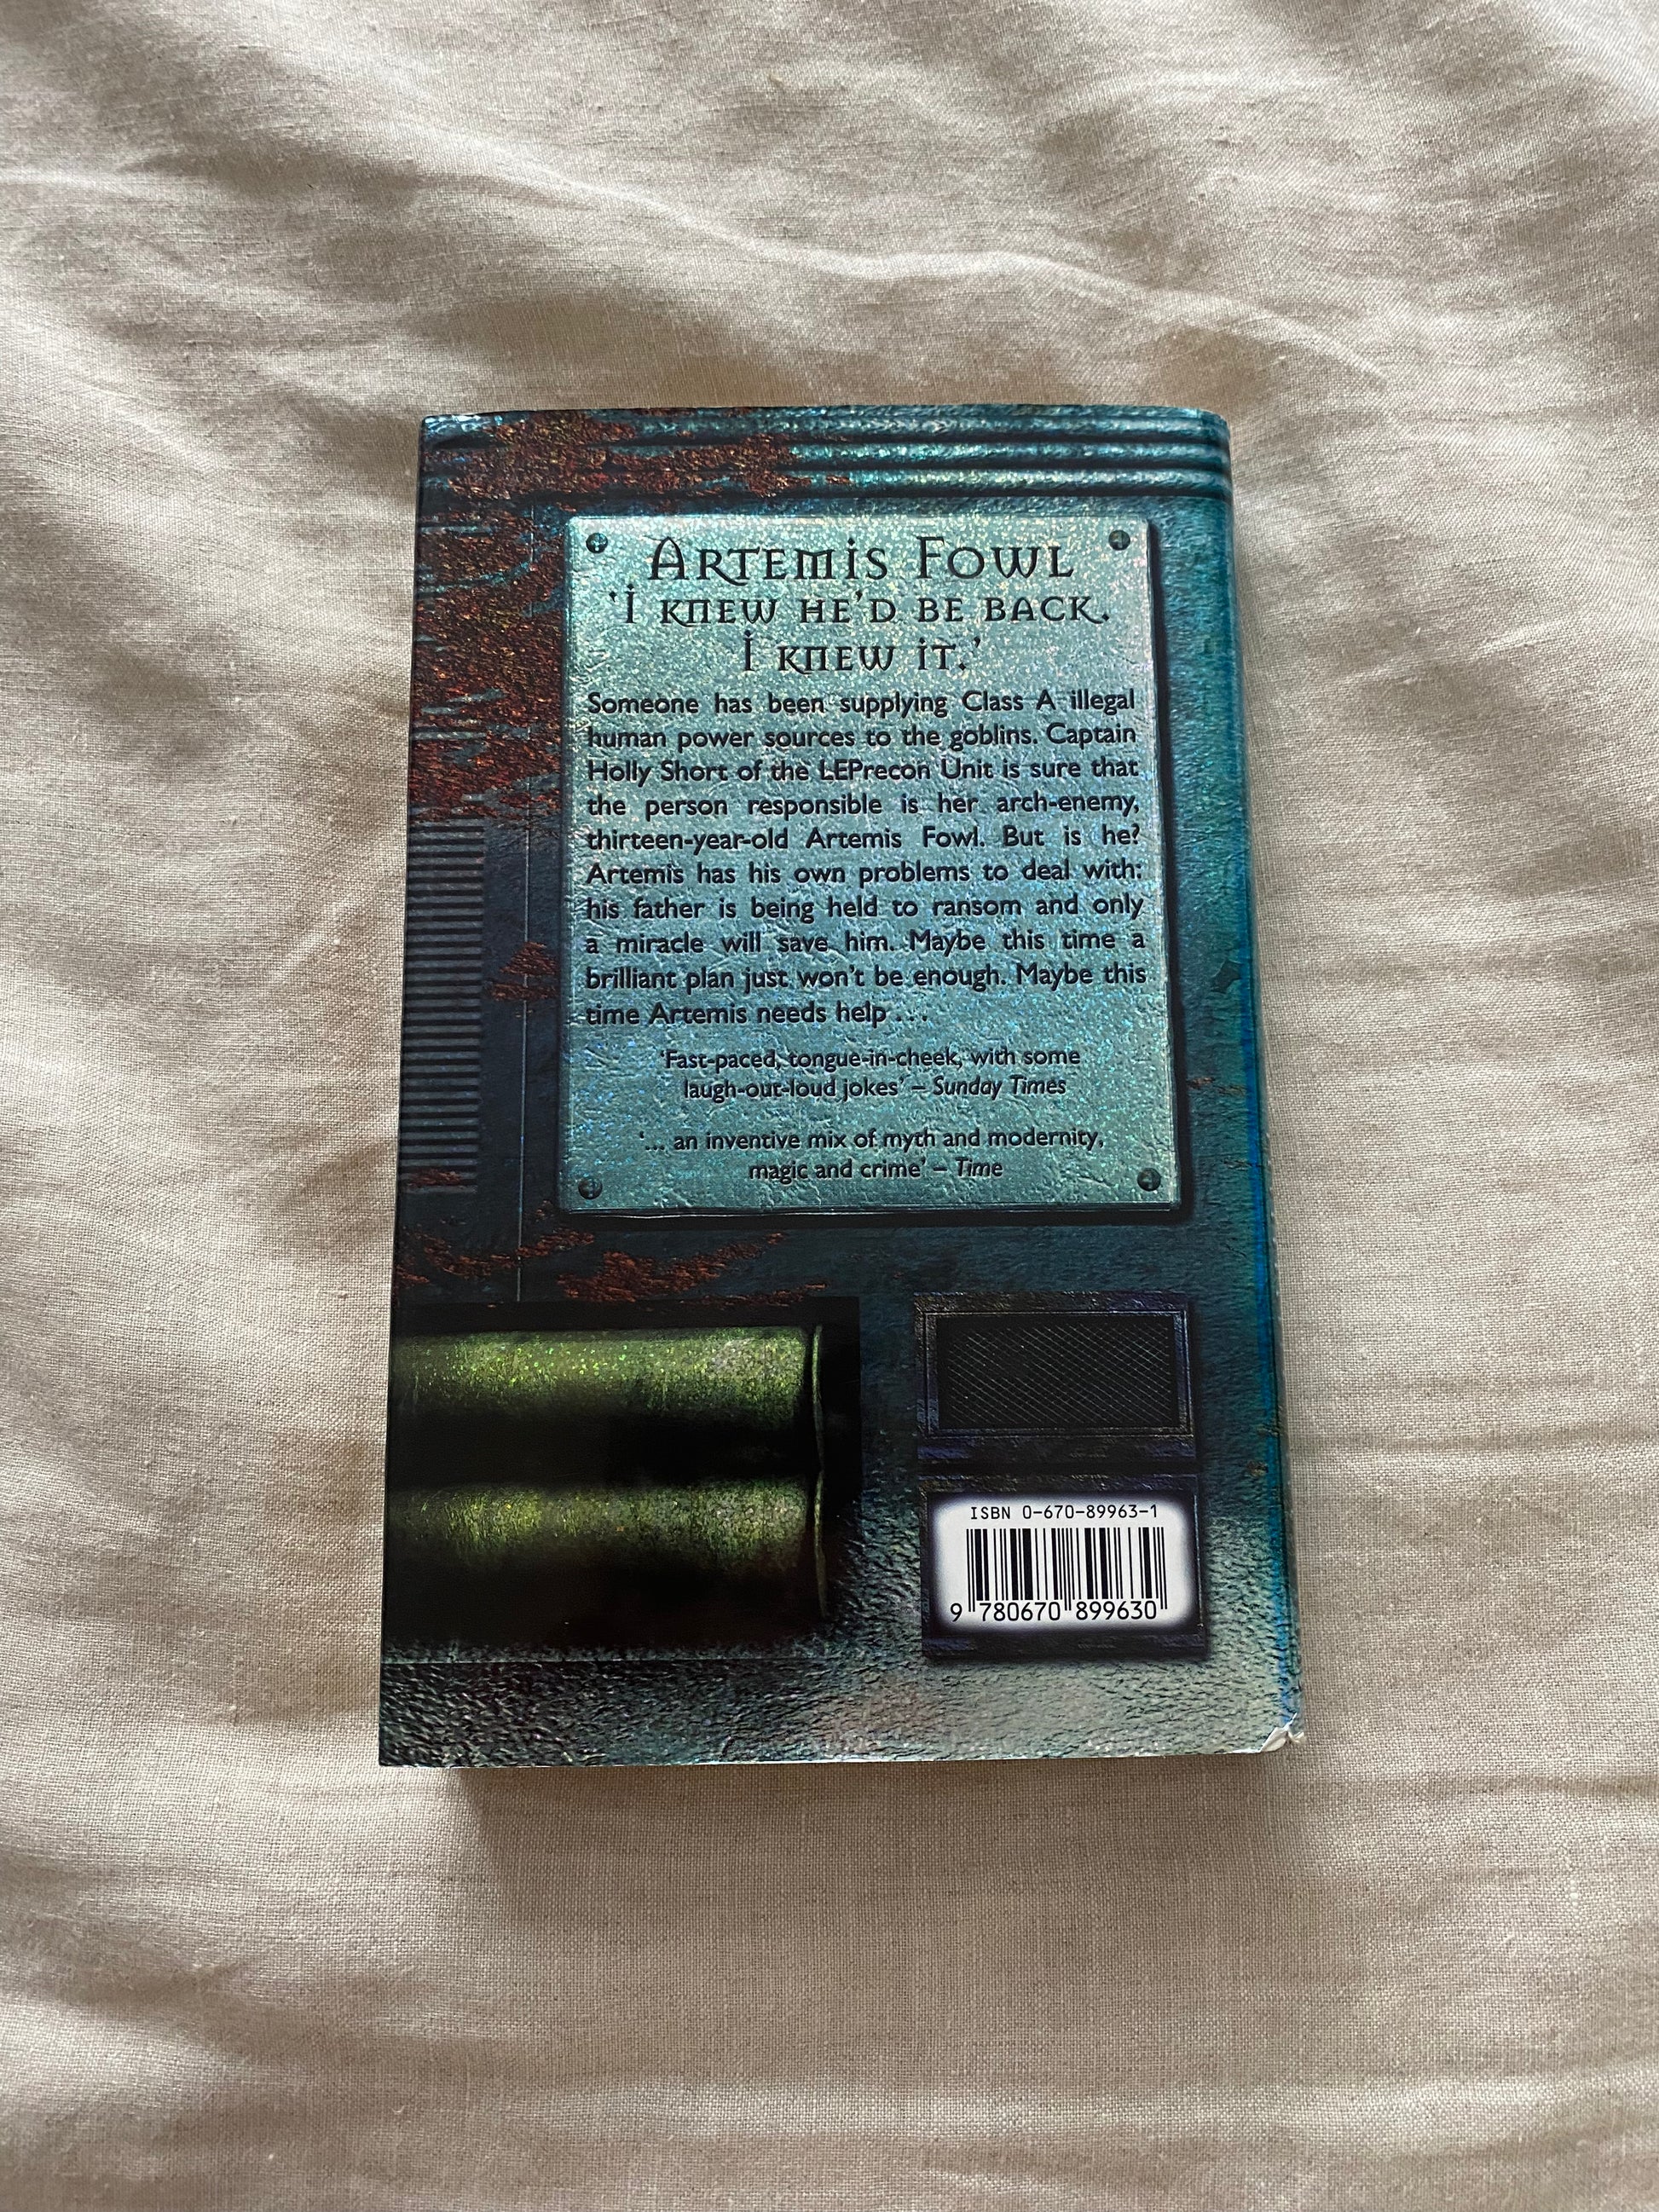 ARTEMIS FOWL
'I KNEW HE'D BE BACK.
I KNEW IT.'
Someone has been supplying Class A illegal
human power sources to the goblins. Captain
Holly Short of the LEPrecon Unit is sure that
the person responsible is her arch-enemy,
thirteen-year-old Artemis Fowl. But is he?
Artemis has his own problems to deal with:
his father is being held to ransom and only
a miracle will save him. Maybe this time a
brilliant plan just won't be enough. Maybe this
time Artemis needs help . . .
'Fast-paced, tongue-in-cheek, with some
laugh-out-loud jokes' – Sunday Times
'... an inventive mix of myth and modernity,
magic and crime' – Time
ISBN 0-670-89963-1
9 780670 899630